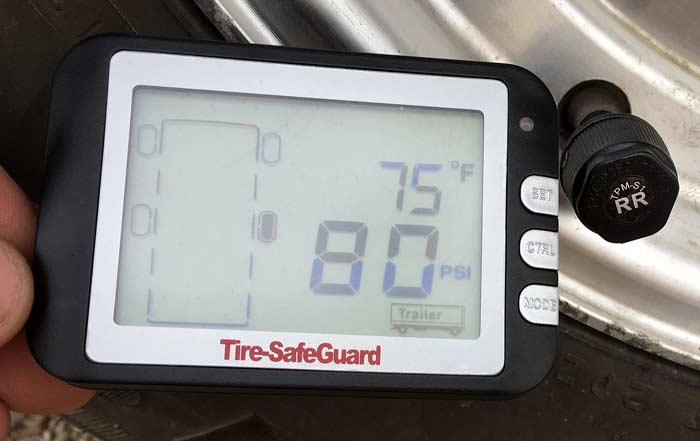 75 °F
80 PSI
Trailer
SET
CTRL
MODE
Tire-SafeGuard
TPM-S1
RR